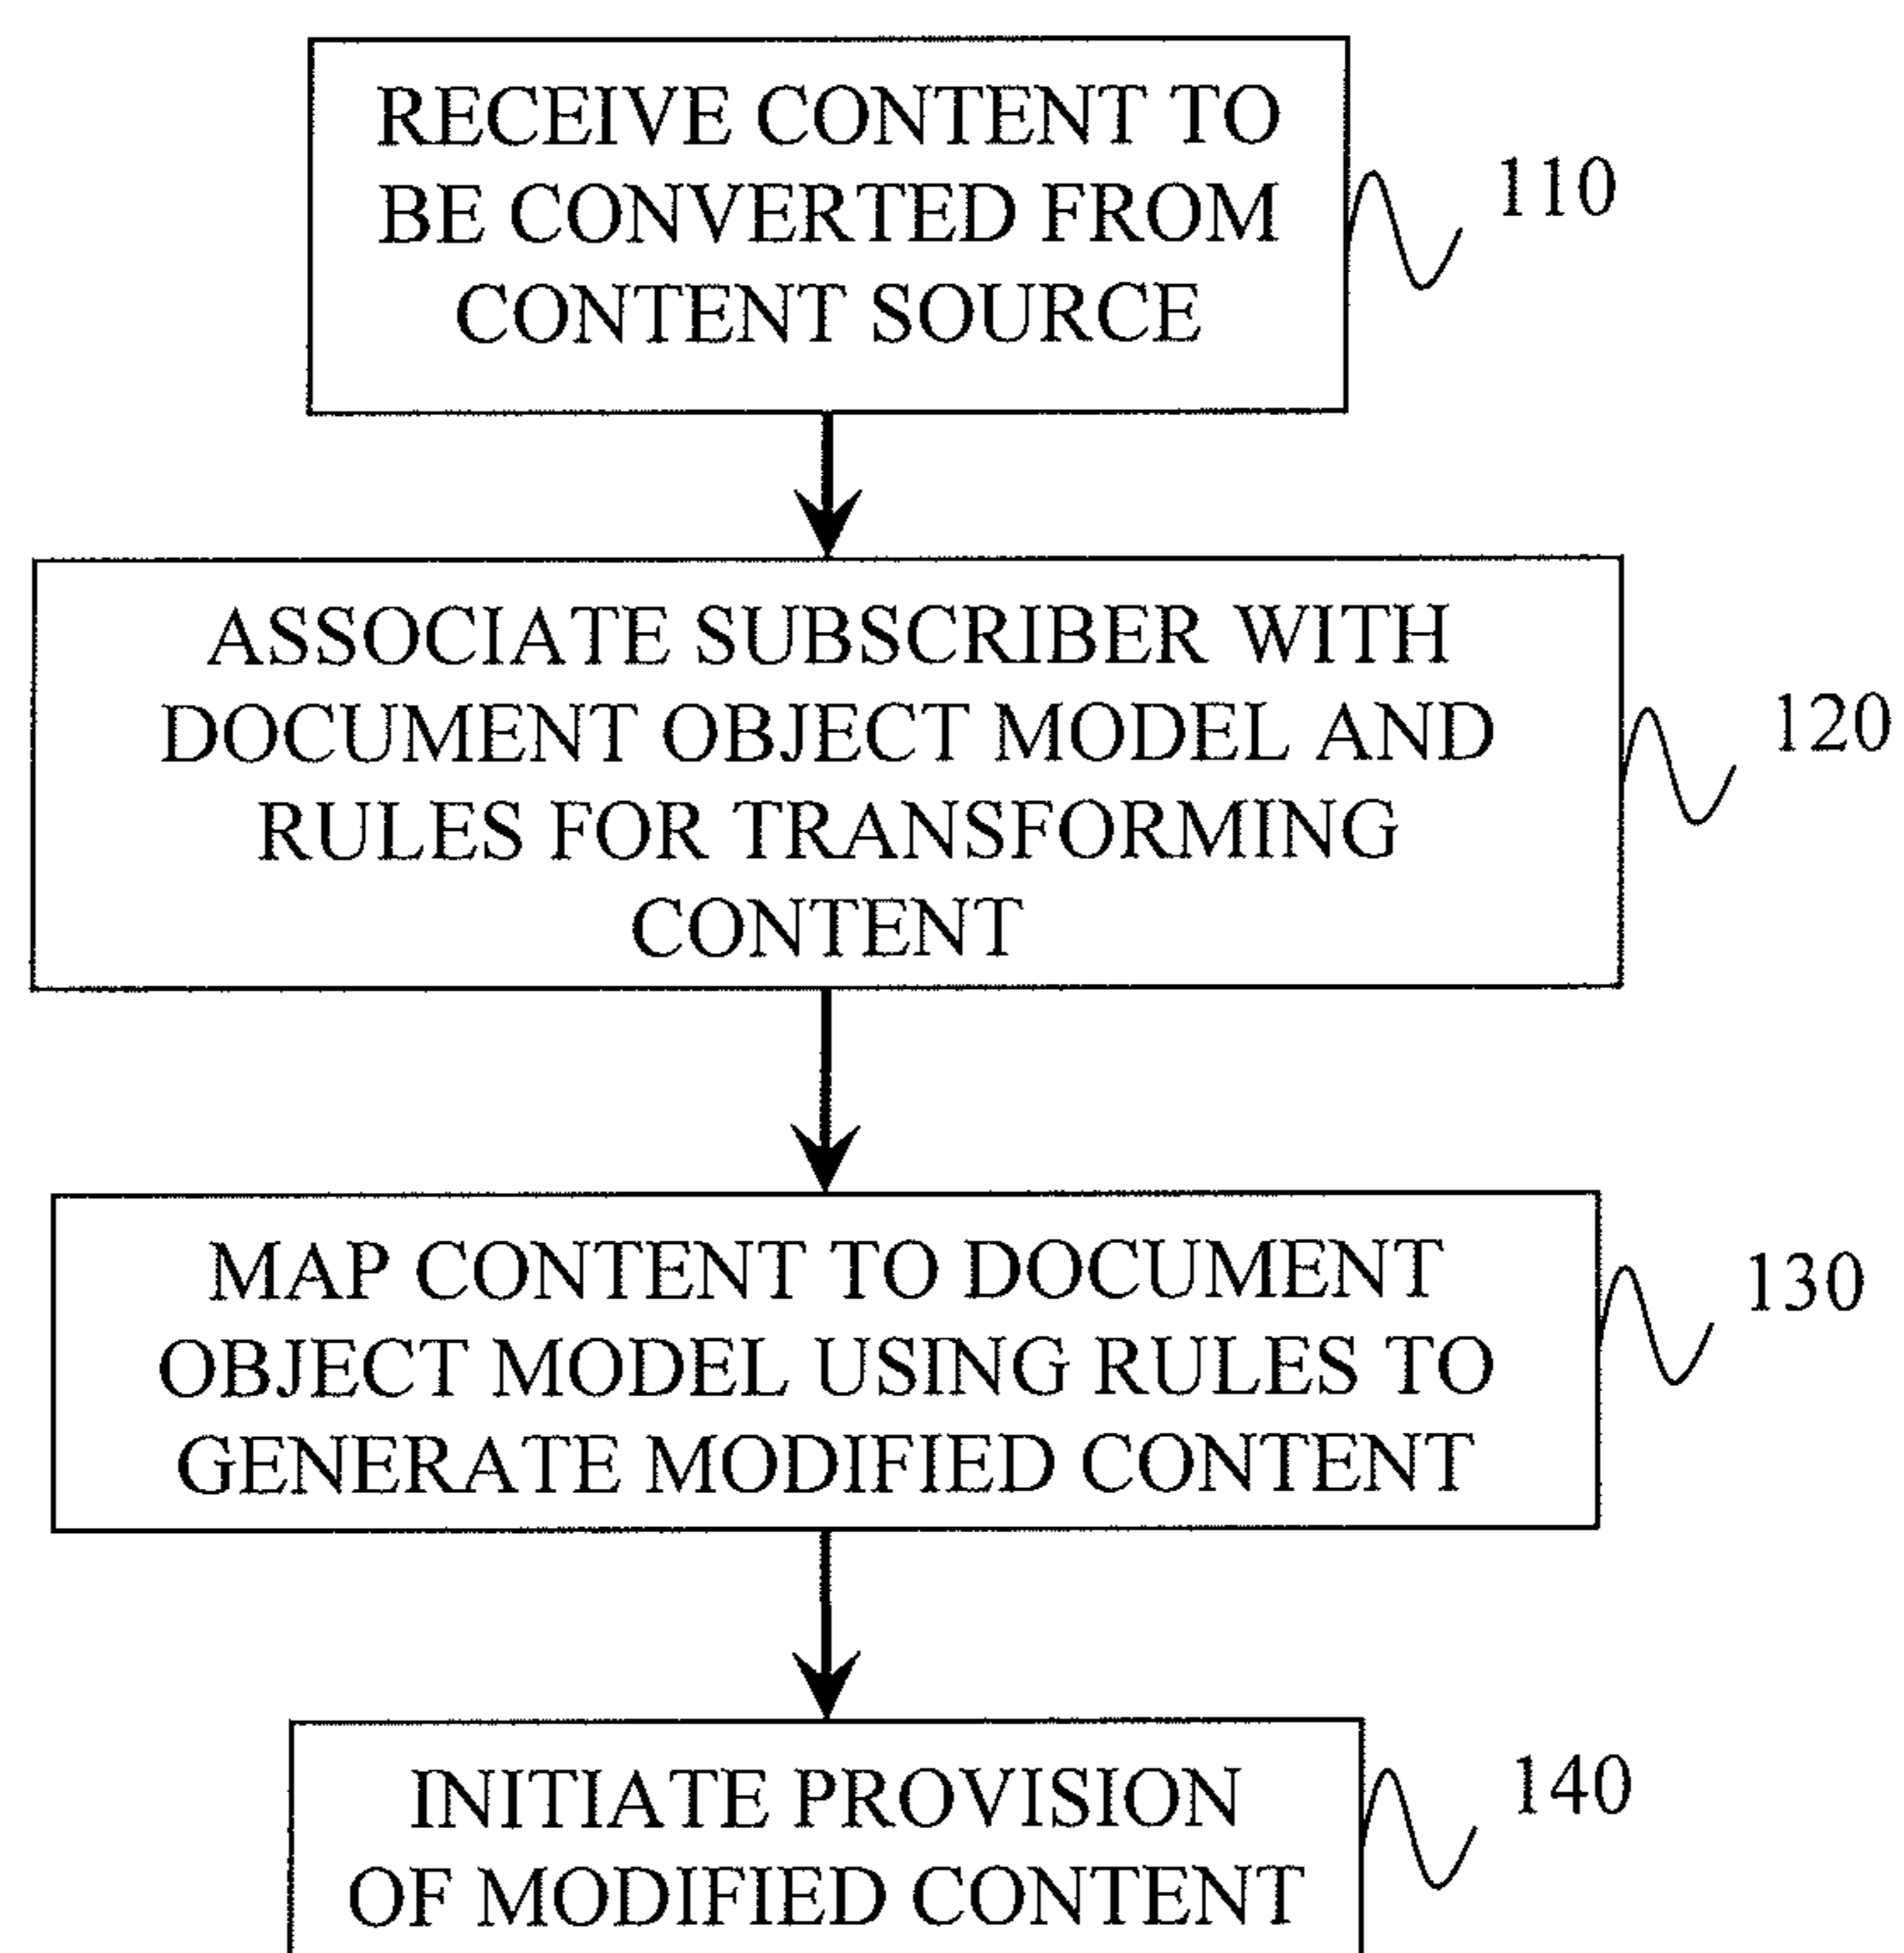 RECEIVE CONTENT TO
BE CONVERTED FROM
CONTENT SOURCE
110
ASSOCIATE SUBSCRIBER WITH
DOCUMENT OBJECT MODEL AND
RULES FOR TRANSFORMING
CONTENT
120
MAP CONTENT TO DOCUMENT
OBJECT MODEL USING RULES TO
GENERATE MODIFIED CONTENT
130
INITIATE PROVISION
OF MODIFIED CONTENT
140